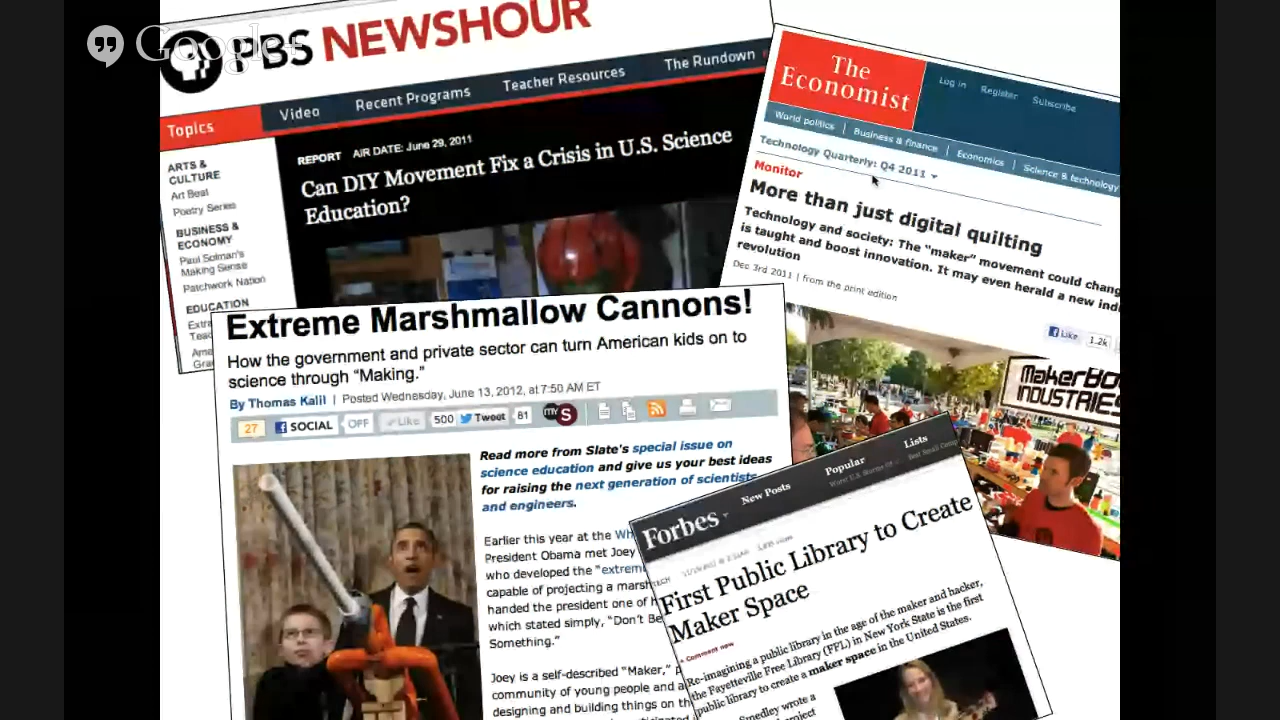 Google+
PBS NEWSHOUR
Topics
Video
Recent Programs
Teacher Resources
The Rundown
ARTS &
CULTURE
Art Beat
Poetry Series
BUSINESS &
ECONOMY
Paul Solman's
Making Sense
Patchwork Nation
EDUCATION
REPORT AIR DATE: June 29, 2011
Can DIY Movement Fix a Crisis in U.S. Science
Education?
The
Economist
Log in
Register
Subscribe
World politics
Business & finance
Economics
Science & technology
Technology Quarterly: Q4 2011
Monitor
More than just digital quilting
Technology and society: The "maker" movement could chang
is taught and boost innovation. It may even herald a new ind
revolution
Dec 3rd 2011 | from the print edition
Like
1.2k
MakerBo
INDUSTRIES
Extreme Marshmallow Cannons!
How the government and private sector can turn American kids on to
science through "Making."
By Thomas Kalil | Posted Wednesday, June 13, 2012, at 7:50 AM ET
27
SOCIAL
OFF
Like
500
Tweet
81
my S
Read more from Slate's special issue on
science education and give us your best ideas
for raising the next generation of scientists
and engineers.
Earlier this year at the Wh
President Obama met Joey
who developed the "extrem
capable of projecting a marsh
handed the president one of h
which stated simply, "Don't Be
Something."
Joey is a self-described "Maker,"
community of young people and a
designing and building things on th
Forbes
New Posts
Popular
Lists
TECH
First Public Library to Create a
Maker Space
+ Comment now
Re-imagining a public library in the age of the maker and hacker,
the Fayetteville Free Library (FFL) in New York State is the first
public library to create a maker space in the United States.
Smedley wrote a
project